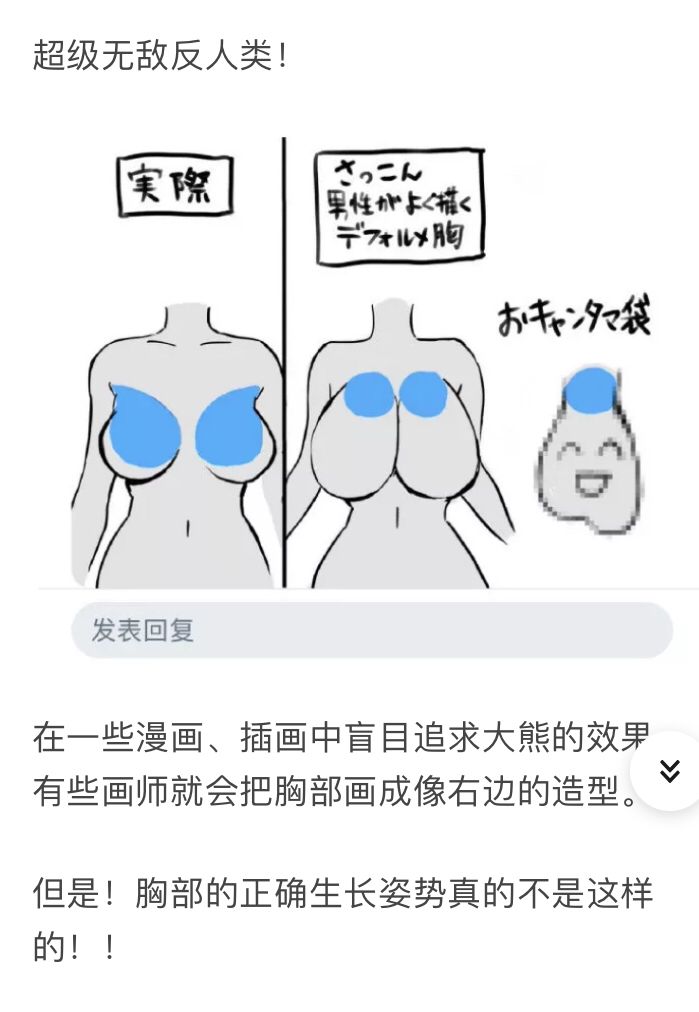 超级无敌反人类！
実際
さっこん
男性がよく描く
デフォルメ胸
おキャンタマ袋
发表回复
在一些漫画、插画中盲目追求大熊的效果
有些画师就会把胸部画成像右边的造型。
但是！胸部的正确生长姿势真的不是这样
的！！